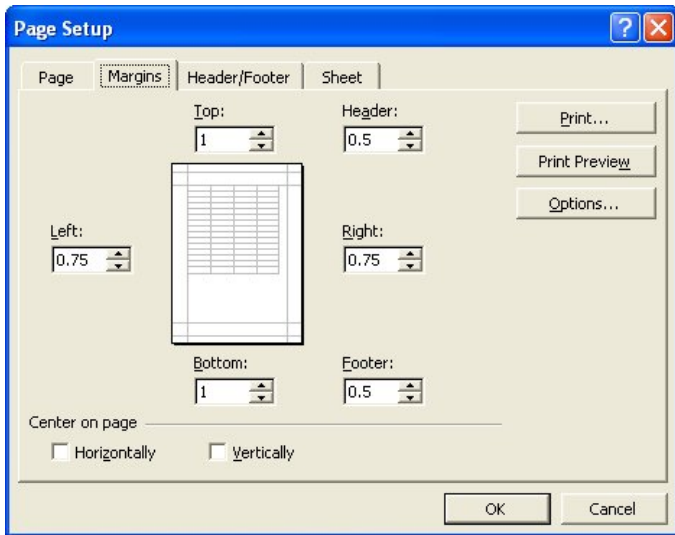 Page Setup
Page Margins Header/Footer Sheet
Top: Header:
1 0.5
Print...
Print Preview
Options...
Left: Right:
0.75 0.75
Bottom: Footer:
1 0.5
Center on page
Horizontally Vertically
OK Cancel